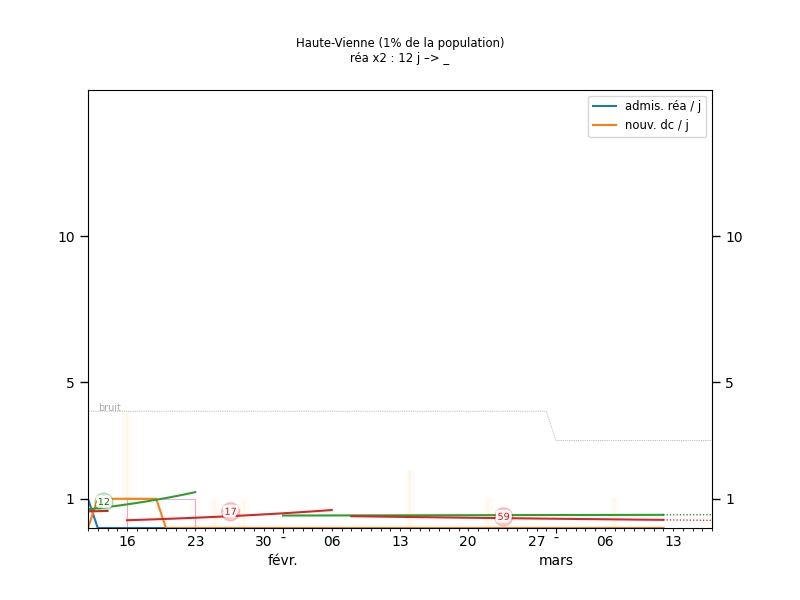 Haute-Vienne (1% de la population)
réa x2 : 12 j –> _
admis. réa / j
nouv. dc / j
10
10
5
5
bruit
12
17
59
1
1
16
23
30
-
06
13
20
27
-
06
13
févr.
mars